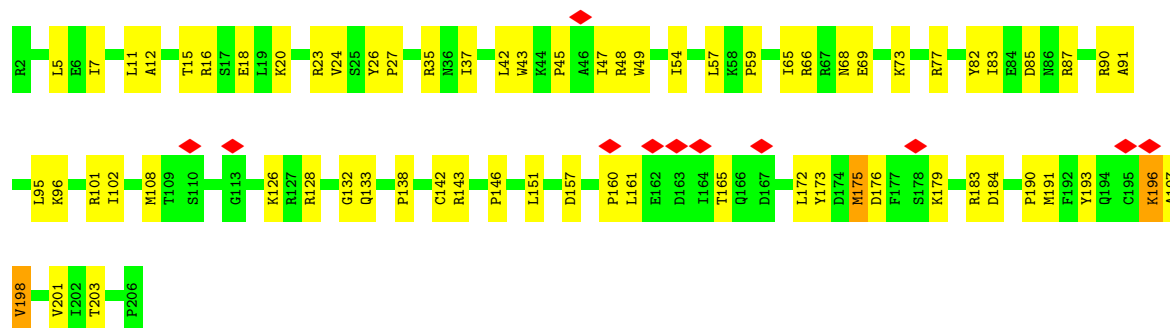 R2 L5 E6 I7 L11 A12 T15 R16 S17 E18 L19 K20 R23 V24 S25 Y26 P27 R35 N36 I37 L42 W43 K44 P45 A46 I47 R48 W49 I54 L57 K58 P59 I65 R66 R67 N68 E69 K73 R77 Y82 I83 E84 D85 N86 R87 R90 A91
L95 K96 R101 I102 M108 T109 S110 G113 K126 R127 R128 G132 Q133 P138 C142 R143 P146 L151 D157 P160 L161 E162 D163 I164 T165 Q166 D167 L172 Y173 D174 M175 D176 F177 S178 K179 R183 D184 P190 M191 F192 Y193 Q194 C195 K196 A197
V198 V201 I202 T203 P206